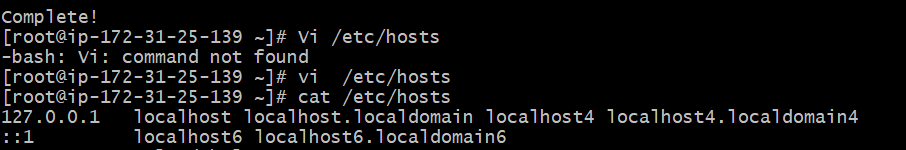 Complete!
[root@ip-172-31-25-139 ~]# Vi /etc/hosts
-bash: Vi: command not found
[root@ip-172-31-25-139 ~]# vi  /etc/hosts
[root@ip-172-31-25-139 ~]# cat /etc/hosts
127.0.0.1   localhost localhost.localdomain localhost4 localhost4.localdomain4
::1         localhost6 localhost6.localdomain6